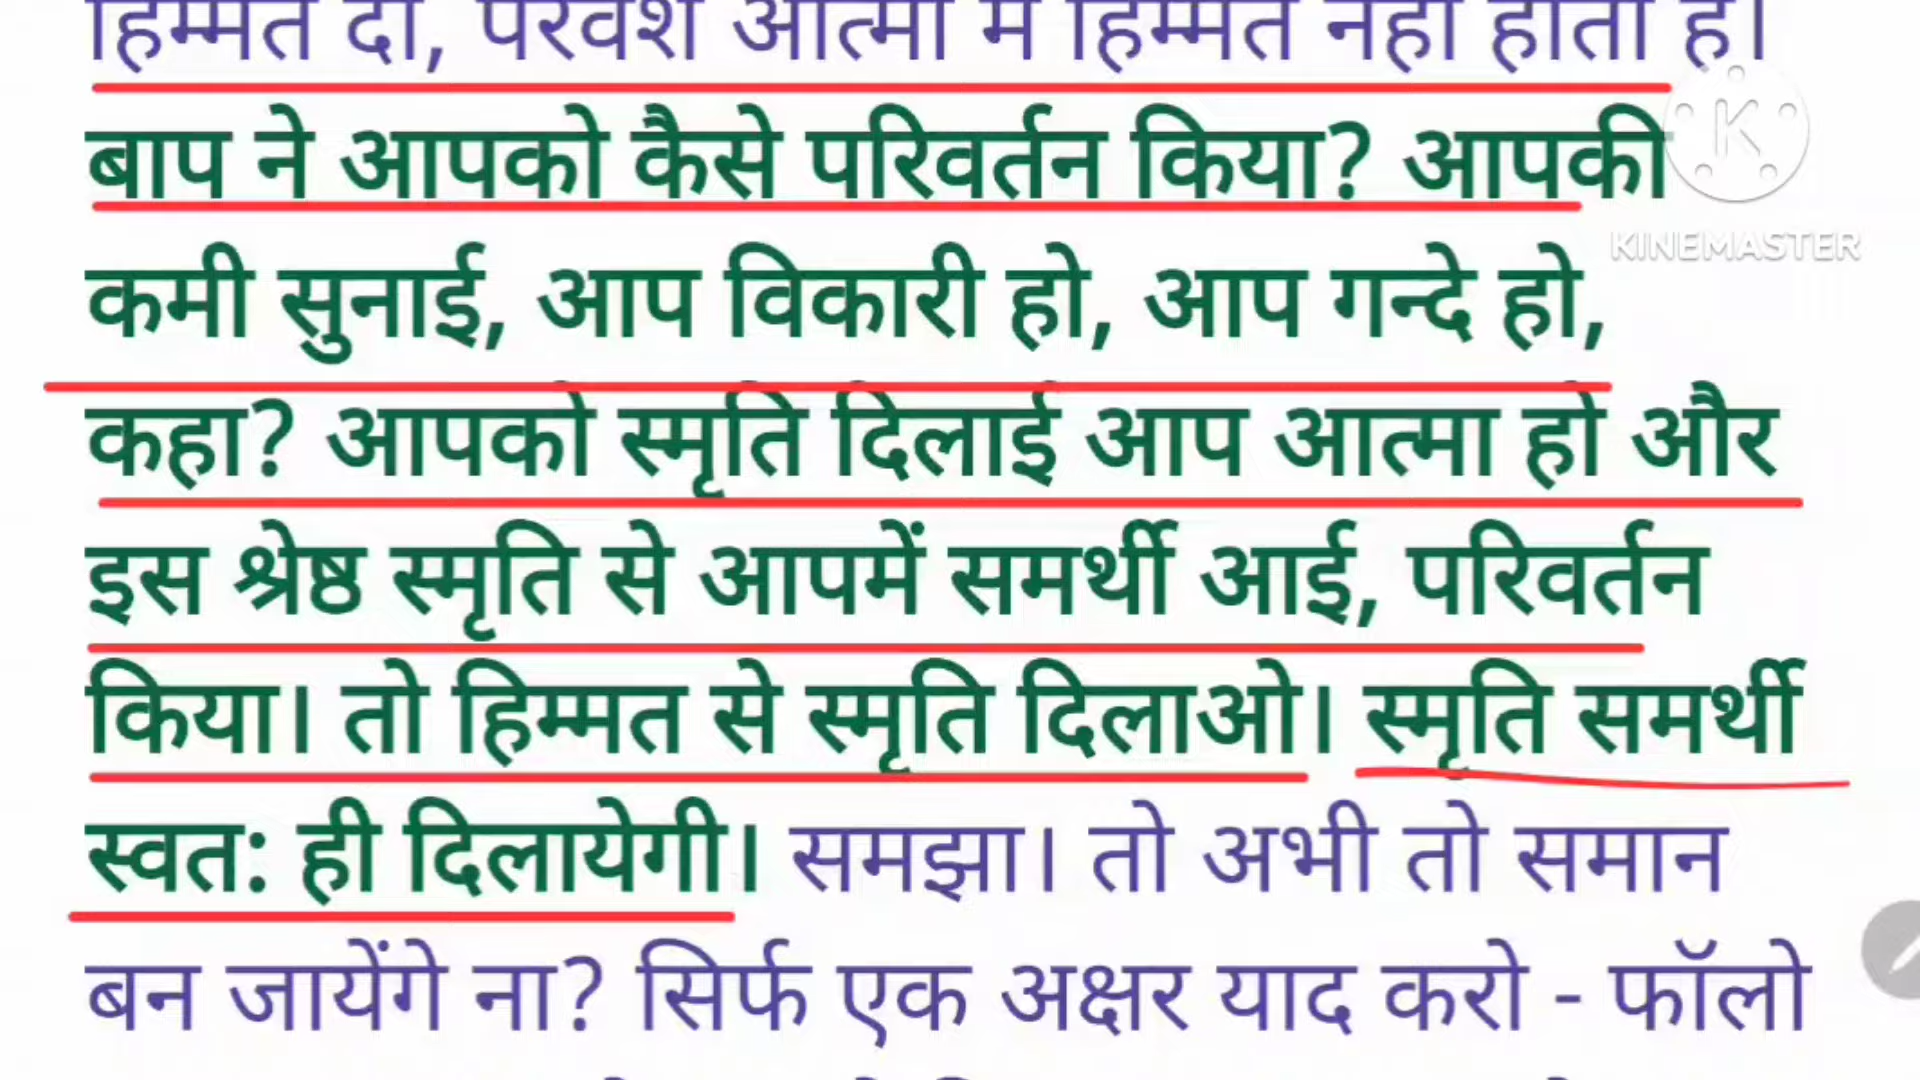 हिम्मत दो, परवश आत्मा में हिम्मत नहीं होती है।
बाप ने आपको कैसे परिवर्तन किया? आपकी
कमी सुनाई, आप विकारी हो, आप गन्दे हो,
कहा? आपको स्मृति दिलाई आप आत्मा हो और
इस श्रेष्ठ स्मृति से आपमें समर्थी आई, परिवर्तन
किया। तो हिम्मत से स्मृति दिलाओ। स्मृति समर्थी
स्वत: ही दिलायेगी। समझा। तो अभी तो समान
बन जायेंगे ना? सिर्फ एक अक्षर याद करो - फॉलो
K
KINEMASTER